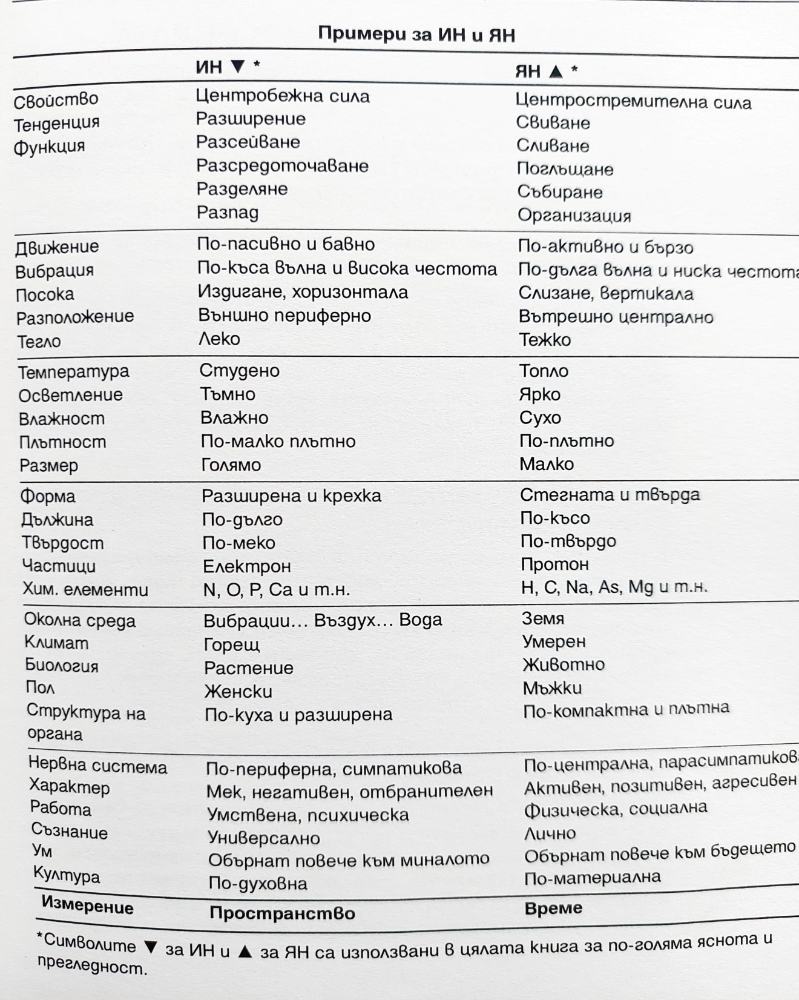 Примери за ИН и ЯН
ИН ▼ * ЯН ▲ *
Свойство Центробежна сила Центростремителна сила
Тенденция Разширение Свиване
Функция Разсейване Сливане
Разсредоточаване Поглъщане
Разделяне Събиране
Разпад Организация
Движение По-пасивно и бавно По-активно и бързо
Вибрация По-къса вълна и висока честота По-дълга вълна и ниска честота
Посока Издигане, хоризонтала Слизане, вертикала
Разположение Външно периферно Вътрешно централно
Тегло Леко Тежко
Температура Студено Топло
Осветление Тъмно Ярко
Влажност Влажно Сухо
Плътност По-малко плътно По-плътно
Размер Голямо Малко
Форма Разширена и крехка Стегната и твърда
Дължина По-дълго По-късо
Твърдост По-меко По-твърдо
Частици Електрон Протон
Хим. елементи N, O, P, Ca и т.н. H, C, Na, As, Mg и т.н.
Околна среда Вибрации... Въздух... Вода Земя
Климат Горещ Умерен
Биология Растение Животно
Пол Женски Мъжки
Структура на По-куха и разширена По-компактна и плътна
органа
Нервна система По-периферна, симпатикова По-централна, парасимпатикова
Характер Мек, негативен, отбранителен Активен, позитивен, агресивен
Работа Умствена, психическа Физическа, социална
Съзнание Универсално Лично
Ум Обърнат повече към миналото Обърнат повече към бъдещето
Култура По-духовна По-материална
Измерение Пространство Време
*Символите ▼ за ИН и ▲ за ЯН са използвани в цялата книга за по-голяма яснота и
прегледност.